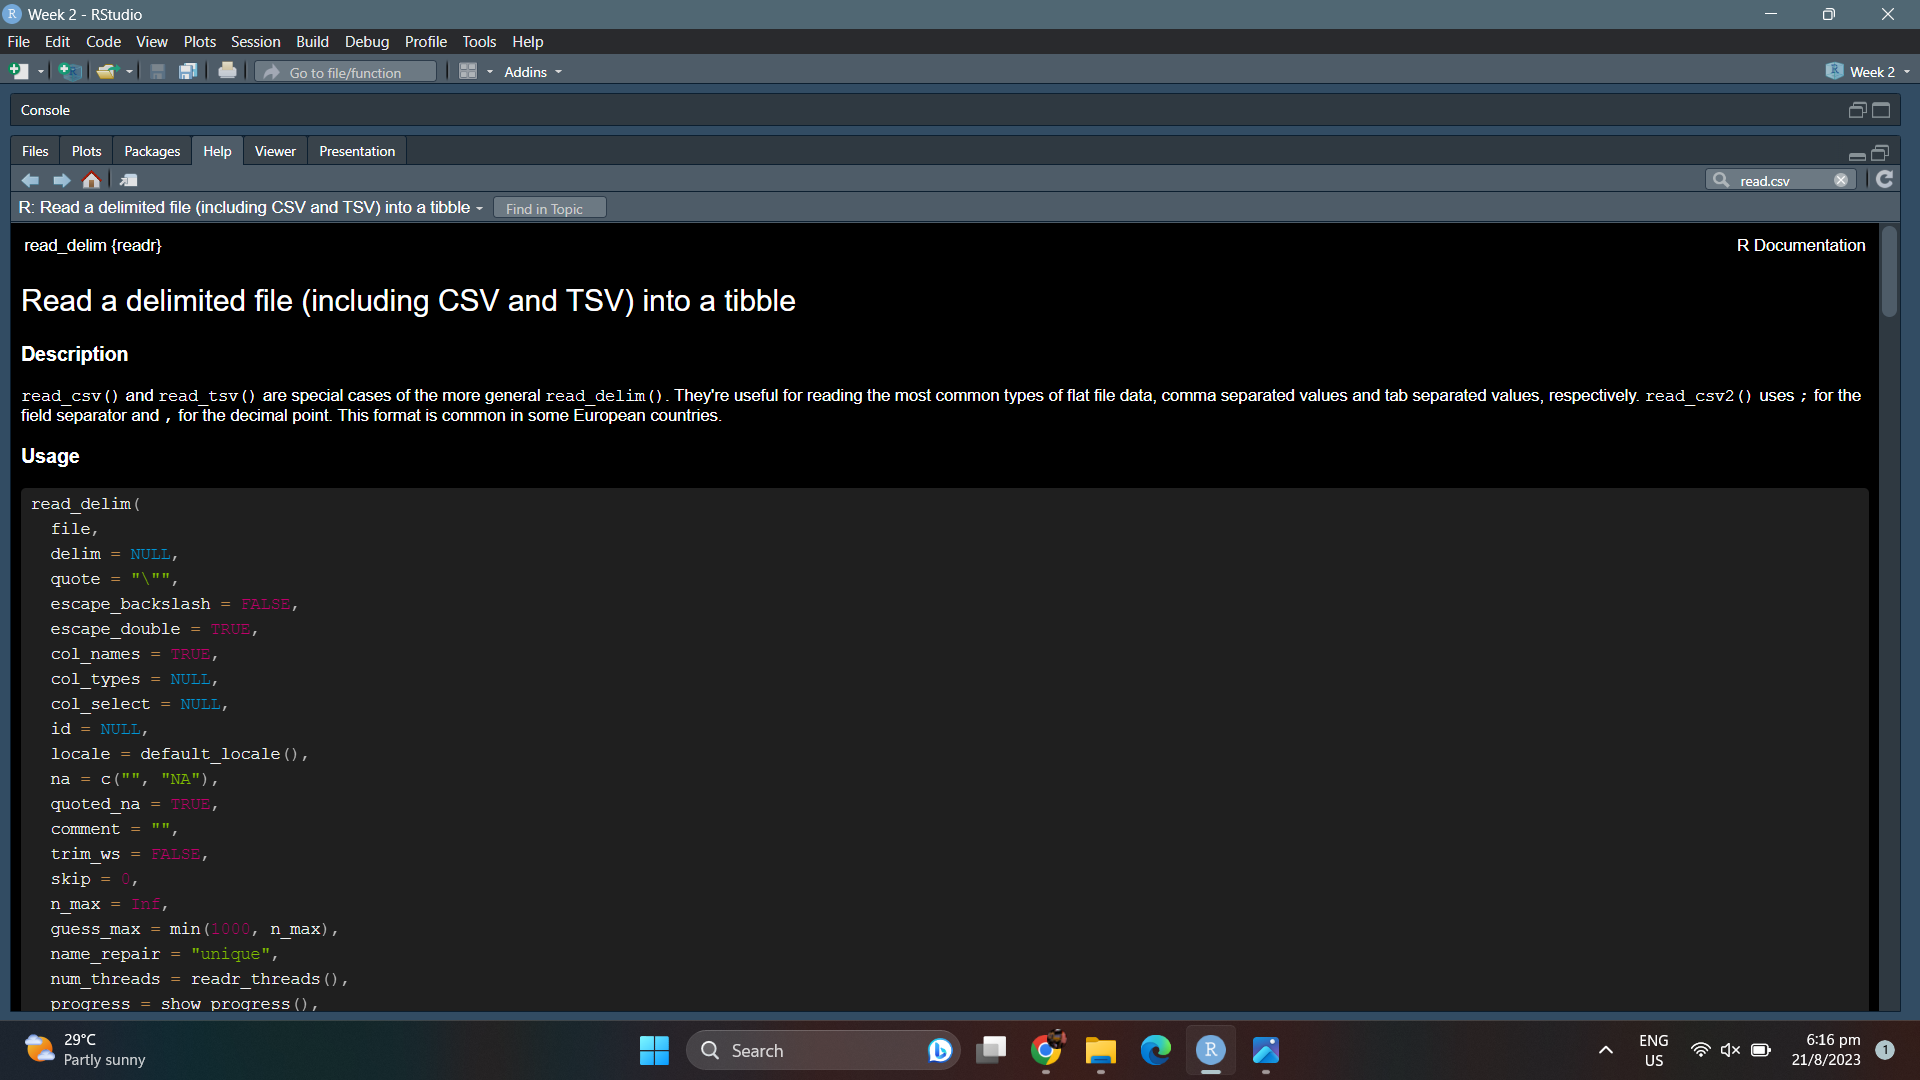 Week 2 - RStudio
File Edit Code View Plots Session Build Debug Profile Tools Help
Go to file/function Addins Week 2
Console
Files Plots Packages Help Viewer Presentation
read.csv
R: Read a delimited file (including CSV and TSV) into a tibble Find in Topic
read_delim {readr} R Documentation
Read a delimited file (including CSV and TSV) into a tibble
Description
read_csv() and read_tsv() are special cases of the more general read_delim(). They're useful for reading the most common types of flat file data, comma separated values and tab separated values, respectively. read_csv2() uses ; for the
field separator and , for the decimal point. This format is common in some European countries.
Usage
read_delim(
  file,
  delim = NULL,
  quote = "\"",
  escape_backslash = FALSE,
  escape_double = TRUE,
  col_names = TRUE,
  col_types = NULL,
  col_select = NULL,
  id = NULL,
  locale = default_locale(),
  na = c("", "NA"),
  quoted_na = TRUE,
  comment = "",
  trim_ws = FALSE,
  skip = 0,
  n_max = Inf,
  guess_max = min(1000, n_max),
  name_repair = "unique",
  num_threads = readr_threads(),
  progress = show_progress(),
29°C
Partly sunny
Search
ENG
US
6:16 pm
21/8/2023
1